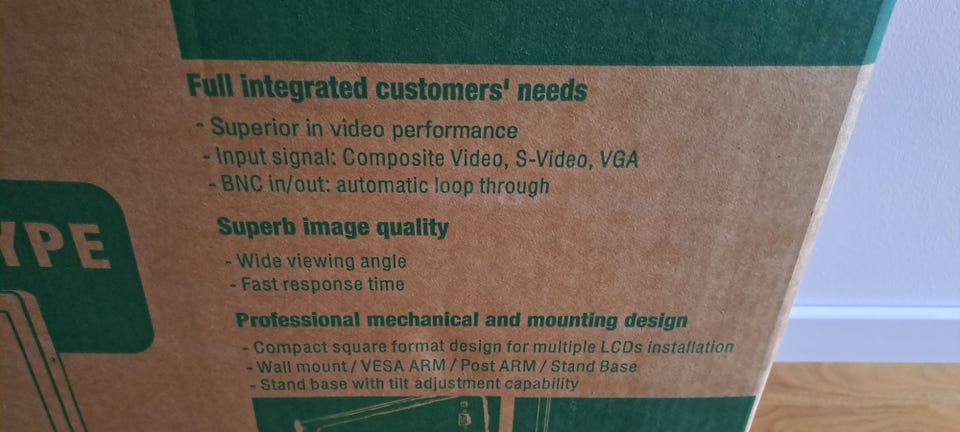 Full integrated customers' needs
- Superior in video performance
- Input signal: Composite Video, S-Video, VGA
- BNC in/out: automatic loop through
YPE
Superb image quality
- Wide viewing angle
- Fast response time
Professional mechanical and mounting design
- Compact square format design for multiple LCDs installation
- Wall mount / VESA ARM / Post ARM / Stand Base
- Stand base with tilt adjustment capability